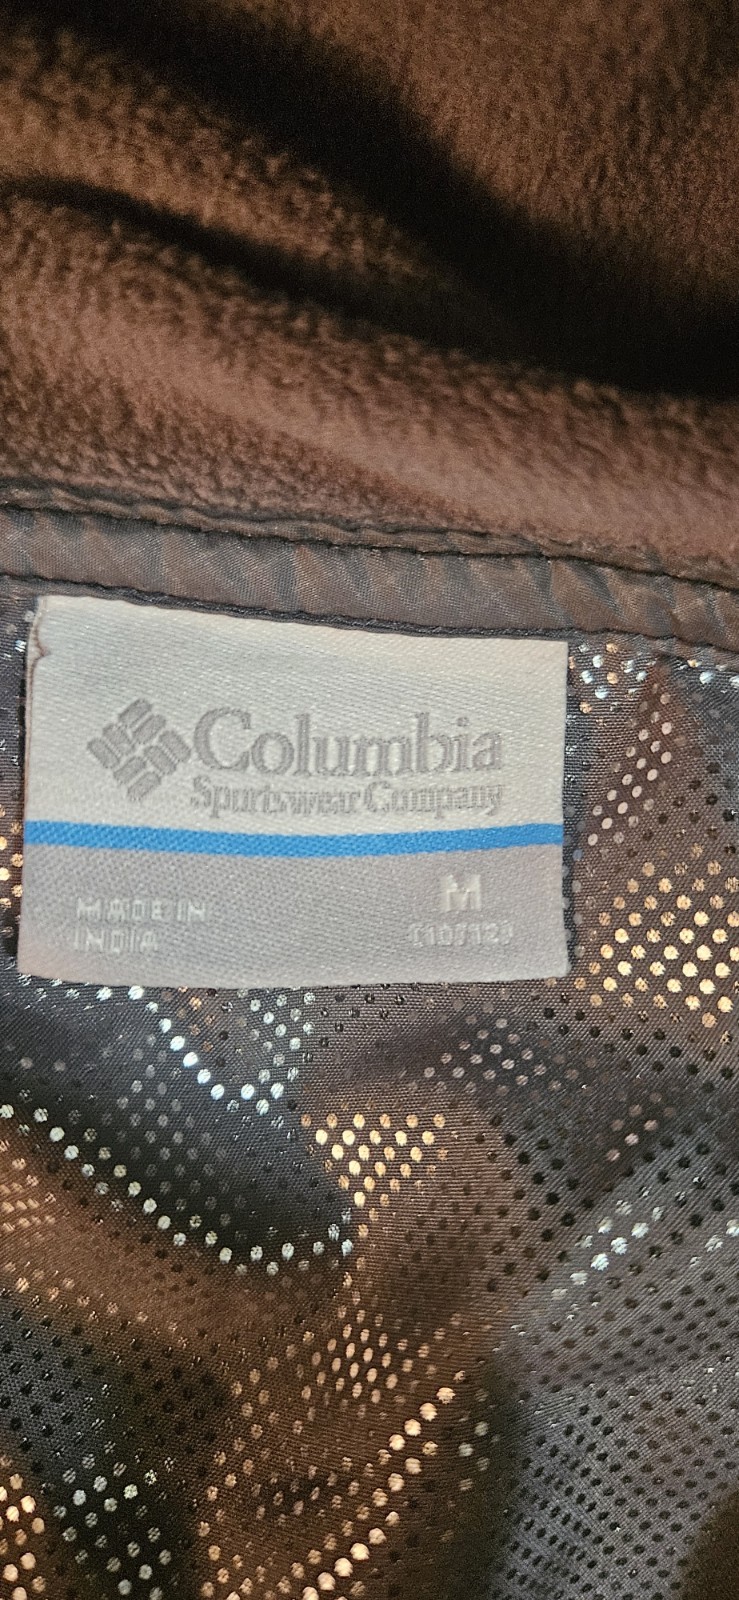 Columbia
Sportswear Company
MADE IN
INDIA
M